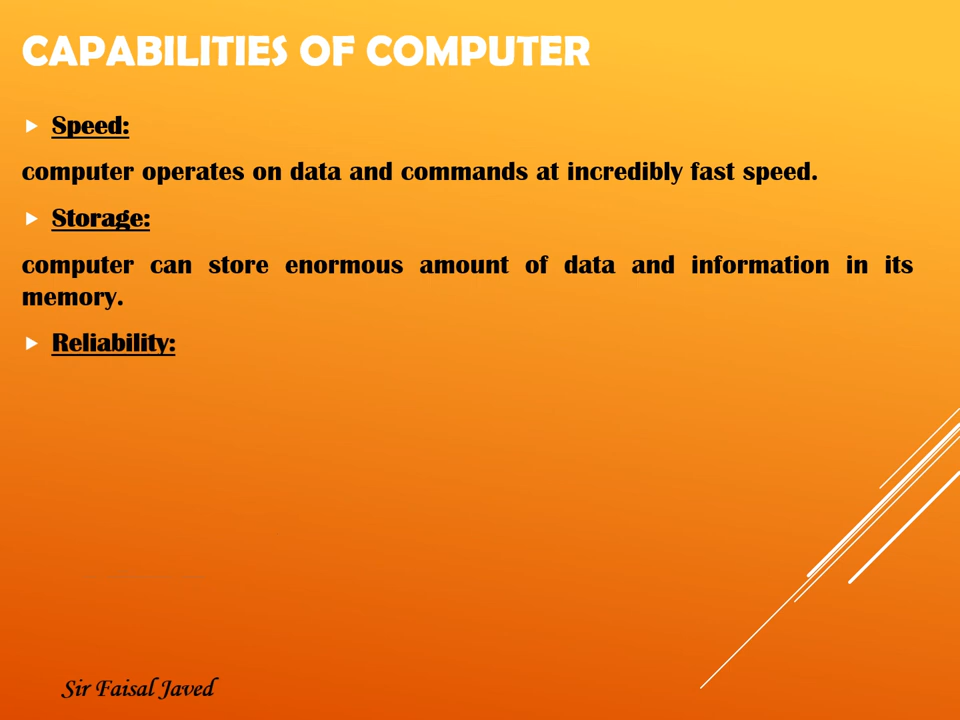 CAPABILITIES OF COMPUTER
Speed:
computer operates on data and commands at incredibly fast speed.
Storage:
computer can store enormous amount of data and information in its
memory.
Reliability:
Sir Faisal Javed